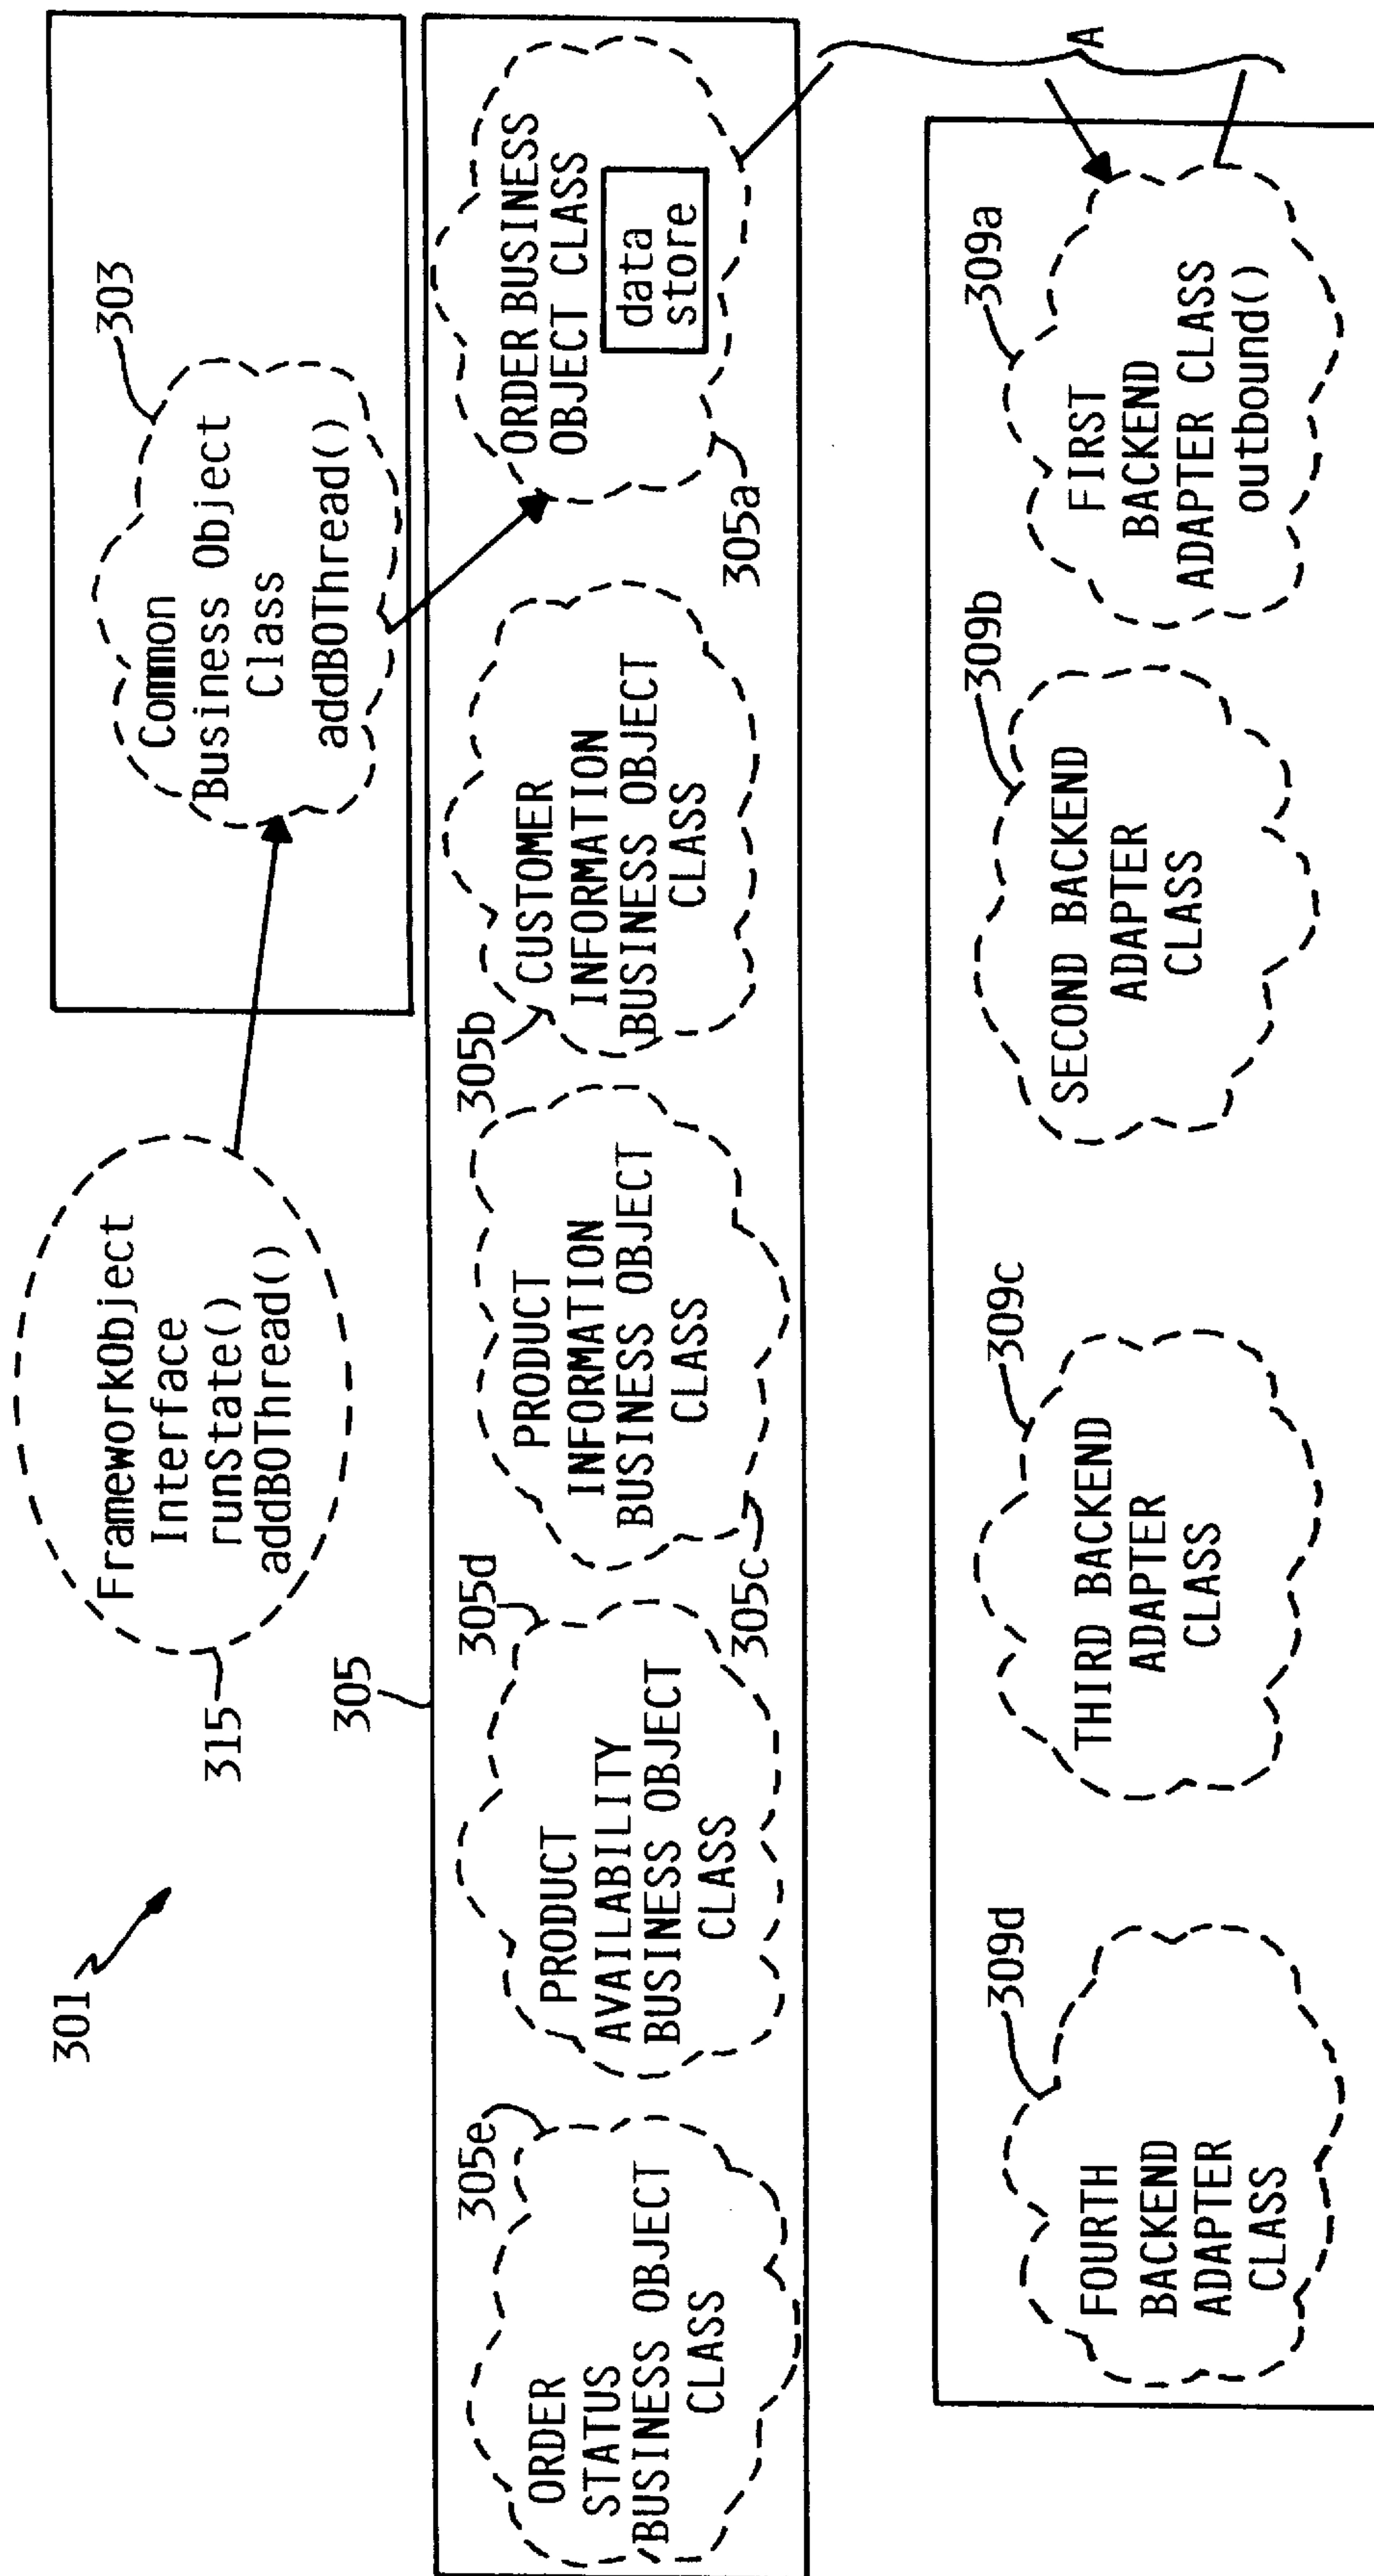 301
315
FrameworkObject
Interface
runState()
addBOThread()
303
Common
Business Object
Class
addBOThread()
305
305e
ORDER
STATUS
BUSINESS OBJECT
CLASS
305d
PRODUCT
AVAILABILITY
BUSINESS OBJECT
CLASS
305c
PRODUCT
INFORMATION
BUSINESS OBJECT
CLASS
305b
CUSTOMER
INFORMATION
BUSINESS OBJECT
CLASS
305a
ORDER BUSINESS
OBJECT CLASS
data
store
A
309d
FOURTH
BACKEND
ADAPTER
CLASS
309c
THIRD BACKEND
ADAPTER
CLASS
309b
SECOND BACKEND
ADAPTER
CLASS
309a
FIRST
BACKEND
ADAPTER CLASS
outbound()